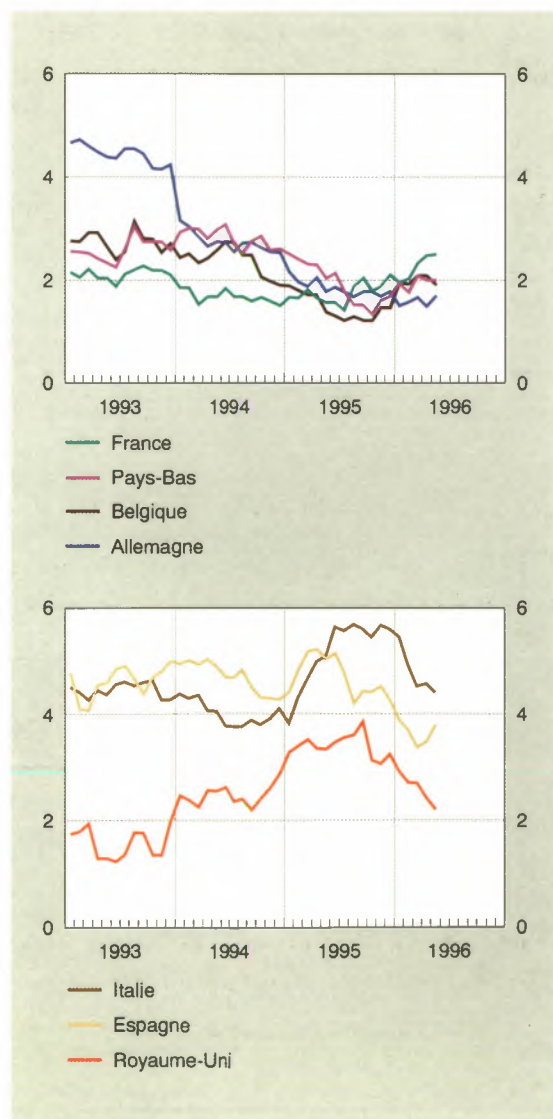 6 6
4 4
2 2
0 0
1993 1994 1995 1996
France
Pays-Bas
Belgique
Allemagne
6 6
4 4
2 2
0 0
1993 1994 1995 1996
Italie
Espagne
Royaume-Uni